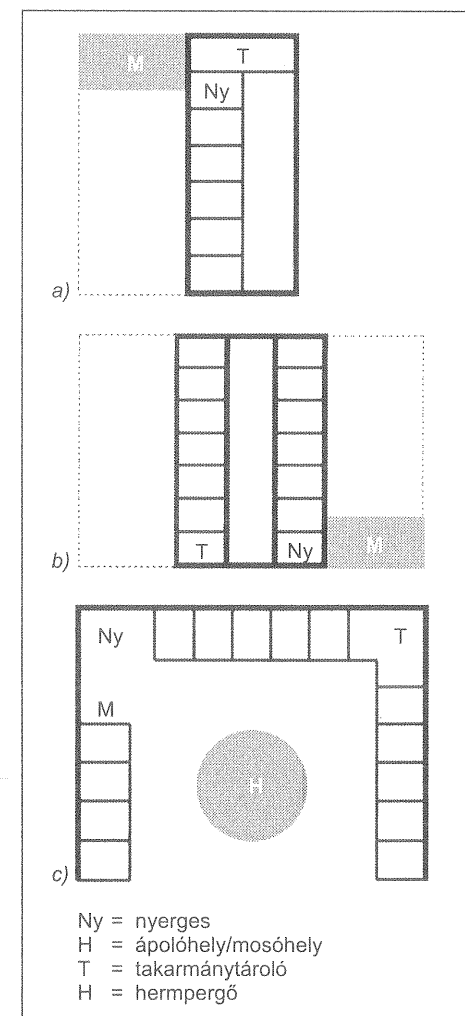 M
T
Ny
a)
T
Ny
M
b)
Ny
T
M
H
c)
Ny = nyerges
H = ápolóhely/mosóhely
T = takarmánytároló
H = hermpergő